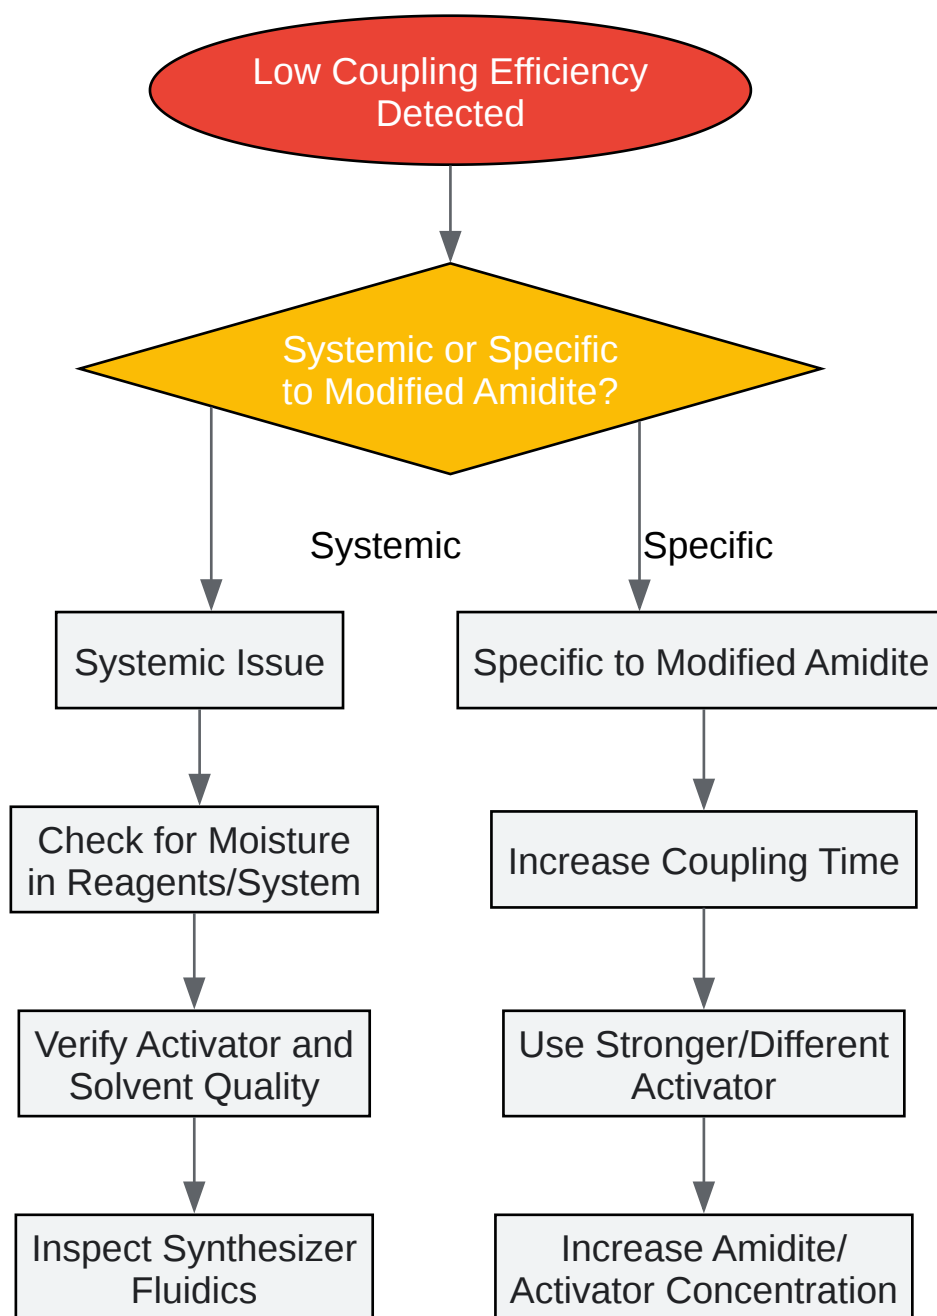 Low Coupling Efficiency
Detected
Systemic or Specific
to Modified Amidite?
Systemic
Specific
Systemic Issue
Specific to Modified Amidite
Check for Moisture
in Reagents/System
Increase Coupling Time
Verify Activator and
Solvent Quality
Use Stronger/Different
Activator
Inspect Synthesizer
Fluidics
Increase Amidite/
Activator Concentration